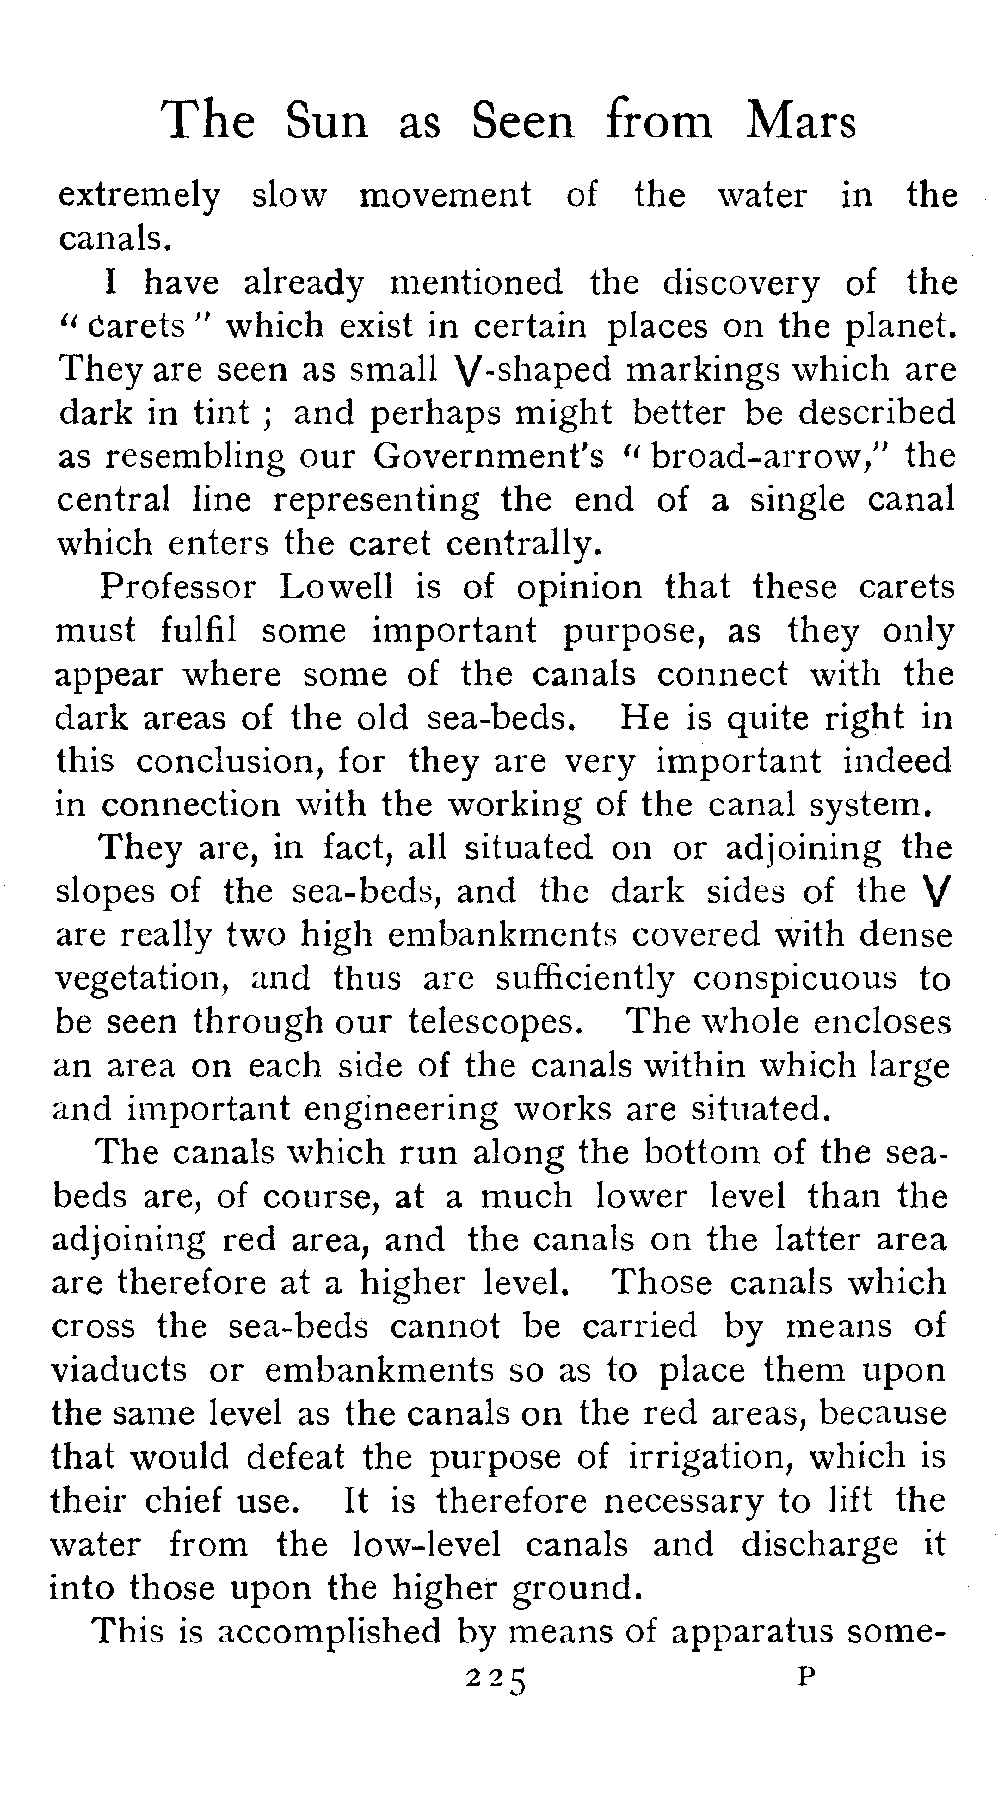 The Sun as Seen from Mars
extremely slow movement of the water in the
canals.
I have already mentioned the discovery of the
“carets” which exist in certain places on the planet.
They are seen as small V-shaped markings which are
dark in tint; and perhaps might better be described
as resembling our Government's “broad-arrow,” the
central line representing the end of a single canal
which enters the caret centrally.
Professor Lowell is of opinion that these carets
must fulfil some important purpose, as they only
appear where some of the canals connect with the
dark areas of the old sea-beds. He is quite right in
this conclusion, for they are very important indeed
in connection with the working of the canal system.
They are, in fact, all situated on or adjoining the
slopes of the sea-beds, and the dark sides of the V
are really two high embankments covered with dense
vegetation, and thus are sufficiently conspicuous to
be seen through our telescopes. The whole encloses
an area on each side of the canals within which large
and important engineering works are situated.
The canals which run along the bottom of the sea-
beds are, of course, at a much lower level than the
adjoining red area, and the canals on the latter area
are therefore at a higher level. Those canals which
cross the sea-beds cannot be carried by means of
viaducts or embankments so as to place them upon
the same level as the canals on the red areas, because
that would defeat the purpose of irrigation, which is
their chief use. It is therefore necessary to lift the
water from the low-level canals and discharge it
into those upon the higher ground.
This is accomplished by means of apparatus some-
225 P